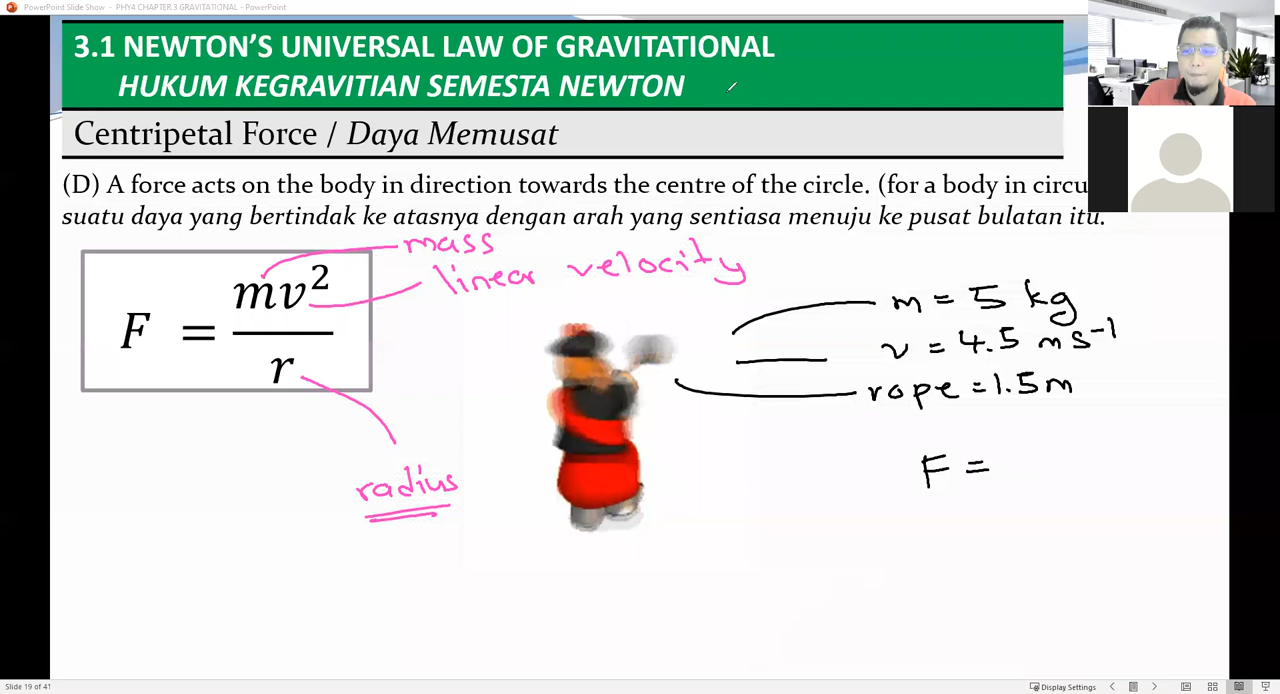 PowerPoint Slide Show - PHY4 CHAPTER 3 GRAVITATIONAL - PowerPoint
3.1 NEWTON'S UNIVERSAL LAW OF GRAVITATIONAL
HUKUM KEGRAVITIAN SEMESTA NEWTON
Centripetal Force / Daya Memusat
(D) A force acts on the body in direction towards the centre of the circle. (for a body in circu
suatu daya yang bertindak ke atasnya dengan arah yang sentiasa menuju ke pusat bulatan itu.
mass
linear velocity
F = mv² / r
radius
m = 5 kg
v = 4.5 ms⁻¹
rope = 1.5m
F =
Slide 19 of 41
Display Settings